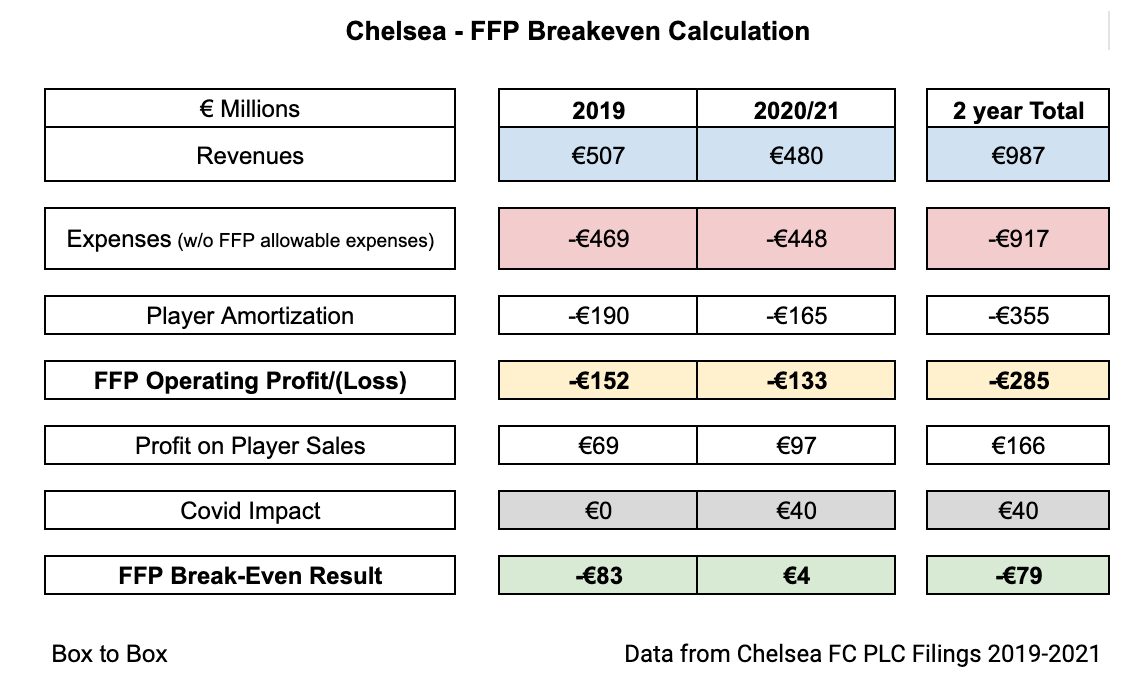 Chelsea - FFP Breakeven Calculation
€ Millions 2019 2020/21 2 year Total
Revenues €507 €480 €987
Expenses (w/o FFP allowable expenses) -€469 -€448 -€917
Player Amortization -€190 -€165 -€355
FFP Operating Profit/(Loss) -€152 -€133 -€285
Profit on Player Sales €69 €97 €166
Covid Impact €0 €40 €40
FFP Break-Even Result -€83 €4 -€79
Box to Box Data from Chelsea FC PLC Filings 2019-2021